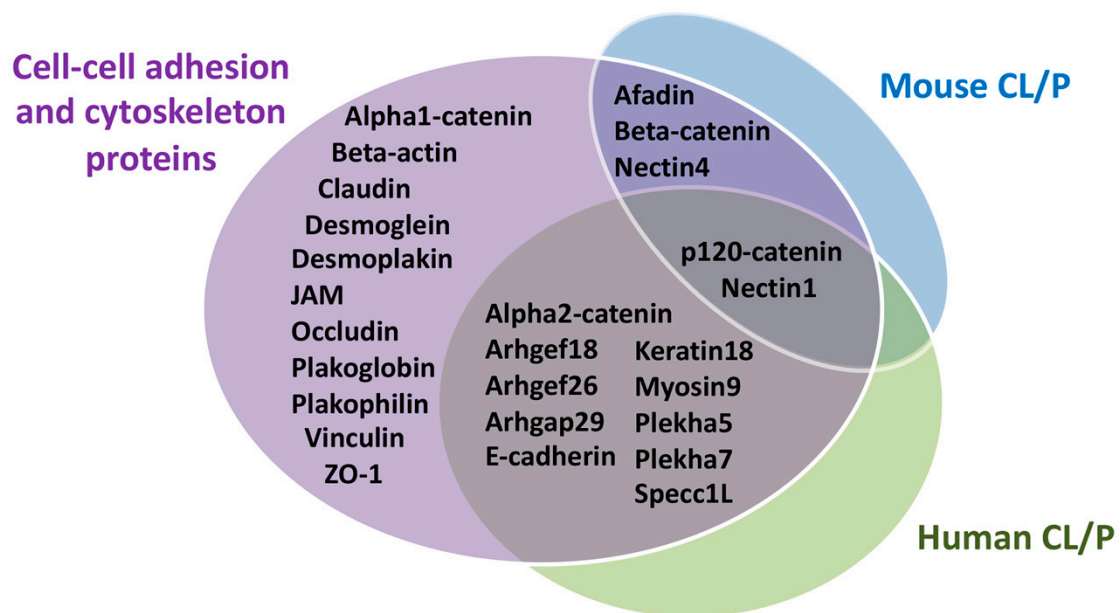 Cell-cell adhesion
and cytoskeleton
proteins
Mouse CL/P
Human CL/P
Alpha1-catenin
Beta-actin
Claudin
Desmoglein
Desmoplakin
JAM
Occludin
Plakoglobin
Plakophilin
Vinculin
ZO-1
Afadin
Beta-catenin
Nectin4
p120-catenin
Nectin1
Alpha2-catenin
Arhgef18
Arhgef26
Arhgap29
E-cadherin
Keratin18
Myosin9
Plekha5
Plekha7
Specc1L